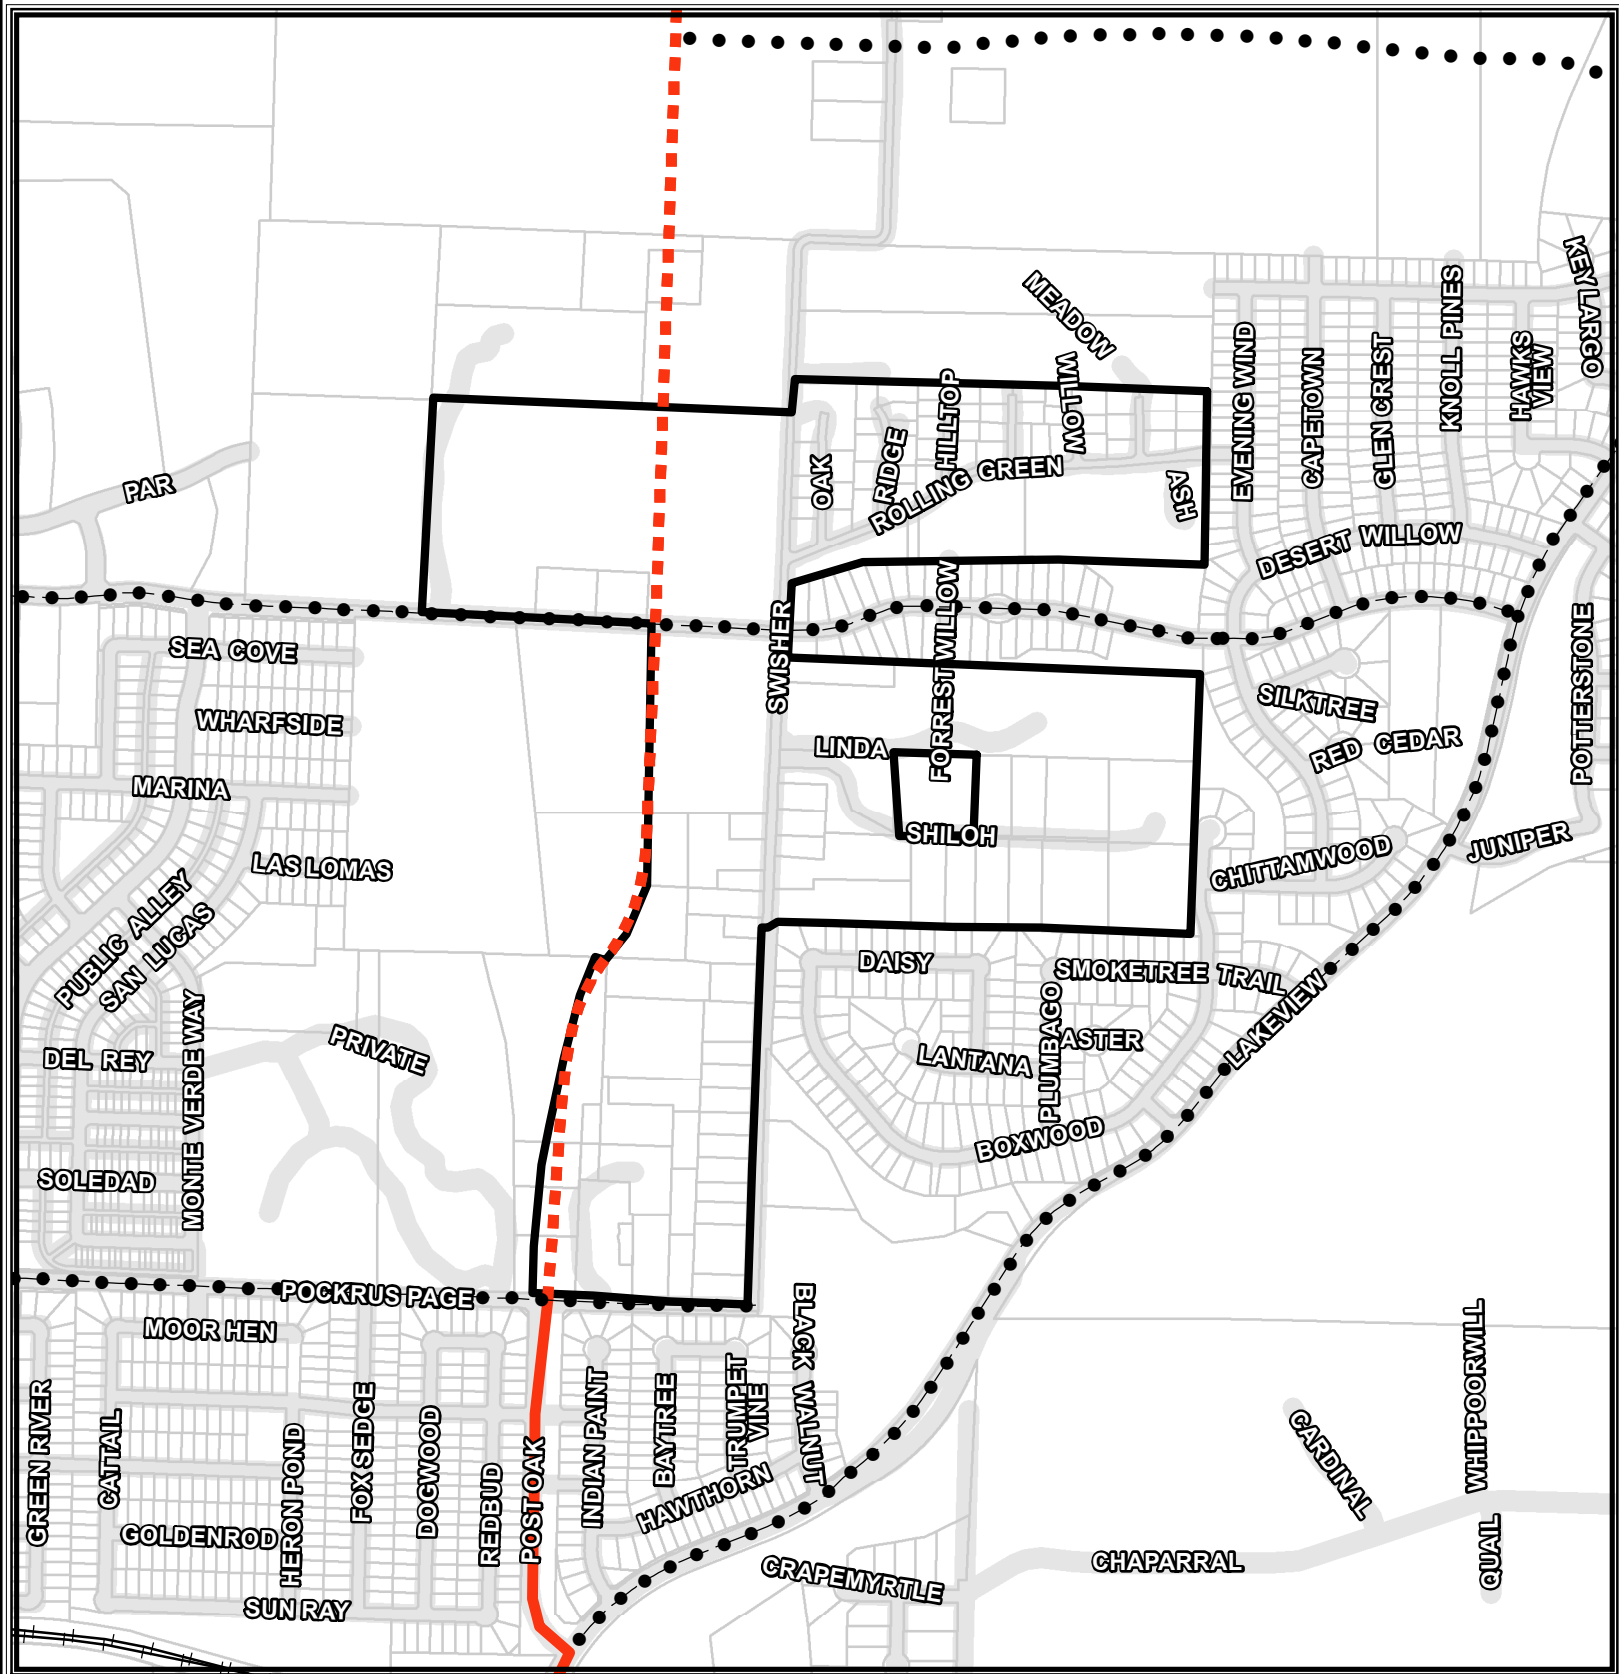 KEY LARGO
MEADOW
KNOLL PINES
EVENING WIND
CAPETOWN
GLEN CREST
HAWKS
VIEW
WILLOW
HILLTOP
RIDGE
OAK
ROLLING GREEN
ASH
PAR
DESERT WILLOW
FORREST WILLOW
SWISHER
POTTERSTONE
SEA COVE
WHARFSIDE
SILKTREE
RED CEDAR
LINDA
MARINA
SHILOH
JUNIPER
CHITTAMWOOD
LAS LOMAS
PUBLIC ALLEY
SAN LUCAS
DAISY
SMOKETREE TRAIL
PLUMBAGO
LAKEVIEW
MONTE VERDE WAY
PRIVATE
DEL REY
LANTANA
ASTER
BOXWOOD
SOLEDAD
POCKRUS PAGE
MOOR HEN
BLACK WALNUT
WHIPPOORWILL
GREEN RIVER
CATTAIL
HERON POND
FOX SEDGE
DOGWOOD
REDBUD
POST OAK
INDIAN PAINT
BAYTREE
TRUMPET
VINE
HAWTHORN
CARDINAL
GOLDENROD
CHAPARRAL
QUAIL
CRAPEMYRTLE
SUN RAY